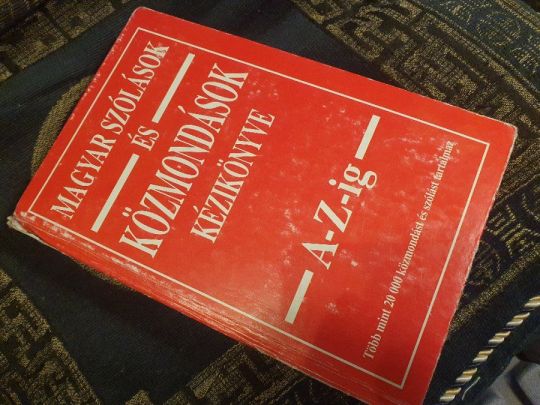 MAGYAR SZÓLÁSOK
ÉS
KÖZMONDÁSOK
KÉZIKÖNYVE
A-Z-ig
Több mint 20 000 közmondást és szólást tartalmaz